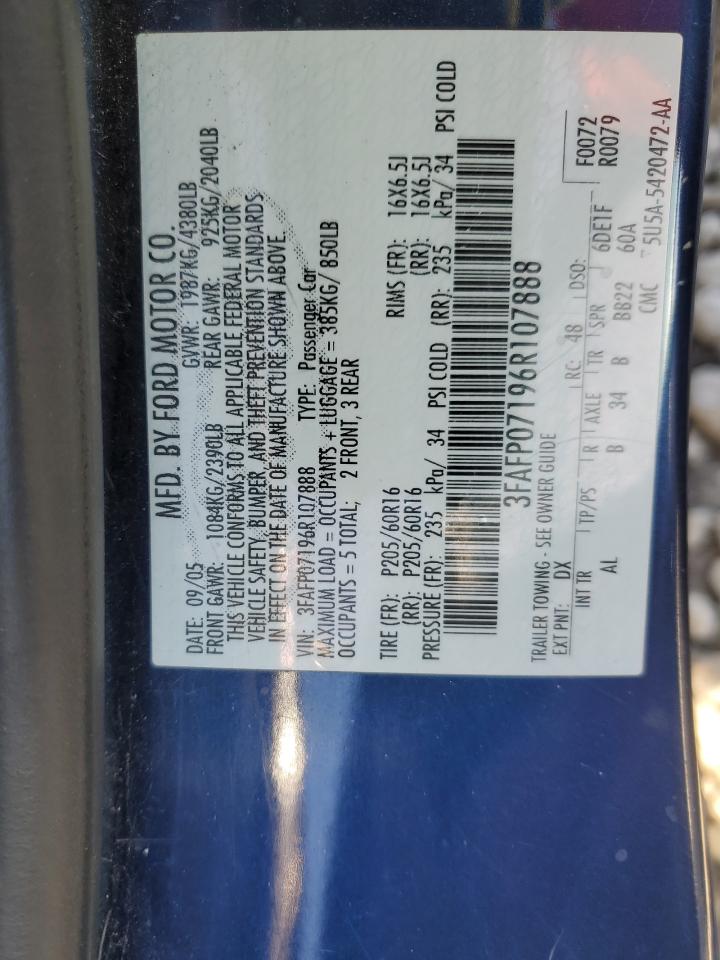 MFD. BY FORD MOTOR CO.
DATE: 09/05 GVWR: 1987KG/4380LB
FRONT GAWR: 1084KG/2390LB REAR GAWR: 925KG/2040LB
THIS VEHICLE CONFORMS TO ALL APPLICABLE FEDERAL MOTOR
VEHICLE SAFETY, BUMPER, AND THEFT PREVENTION STANDARDS
IN EFFECT ON THE DATE OF MANUFACTURE SHOWN ABOVE.
VIN: 3FAFP07196R107888 TYPE: Passenger Car
MAXIMUM LOAD = OCCUPANTS + LUGGAGE = 385KG/ 850LB
OCCUPANTS = 5 TOTAL; 2 FRONT, 3 REAR
TIRE (FR): P205/60R16 RIMS (FR): 16X6.5J
(RR): P205/60R16 (RR): 16X6.5J
PRESSURE (FR): 235 kPa/ 34 PSI COLD (RR): 235 kPa/ 34 PSI COLD
3FAFP07196R107888
TRAILER TOWING - SEE OWNER GUIDE
EXT PNT: DX RC: 48 DSO: F0072
R0079
INT TR TP/PS R AXLE TR SPR 6DE1F
AL B 34 B BB22 60A
CMC 5U5A-5420472-AA